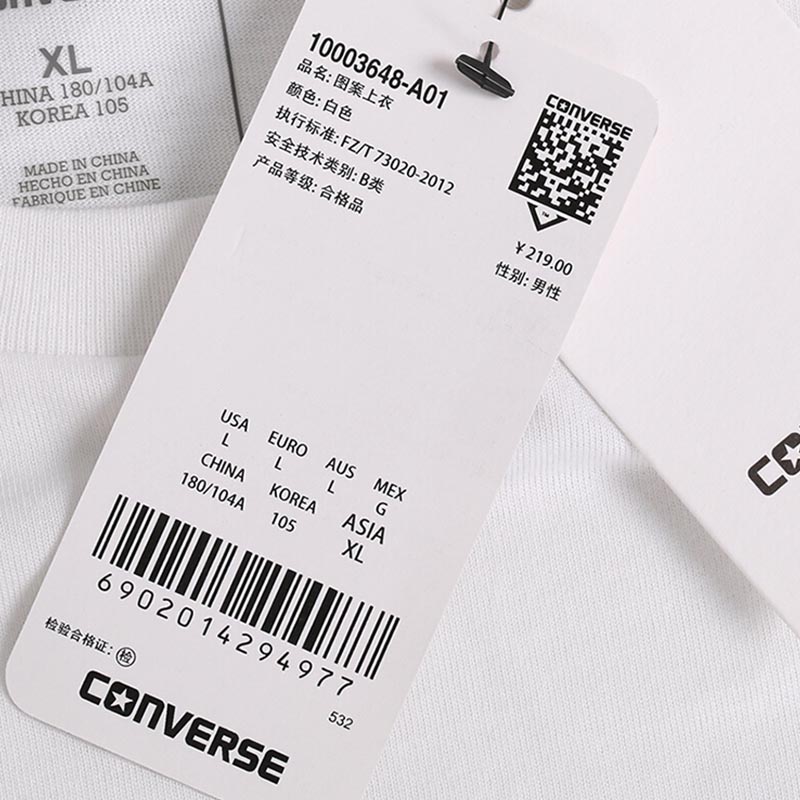 XL
CHINA 180/104A
KOREA 105
MADE IN CHINA
HECHO EN CHINA
FABRIQUE EN CHINE
10003648-A01
品名: 图案上衣
颜色: 白色
执行标准: FZ/T 73020-2012
安全技术类别: B类
产品等级: 合格品
CONVERSE
TM
¥219.00
性别: 男性
USA EURO AUS MEX
L L L G
CHINA KOREA ASIA
180/104A 105 XL
6902014294977
检验合格证: 检
532
CONVERSE